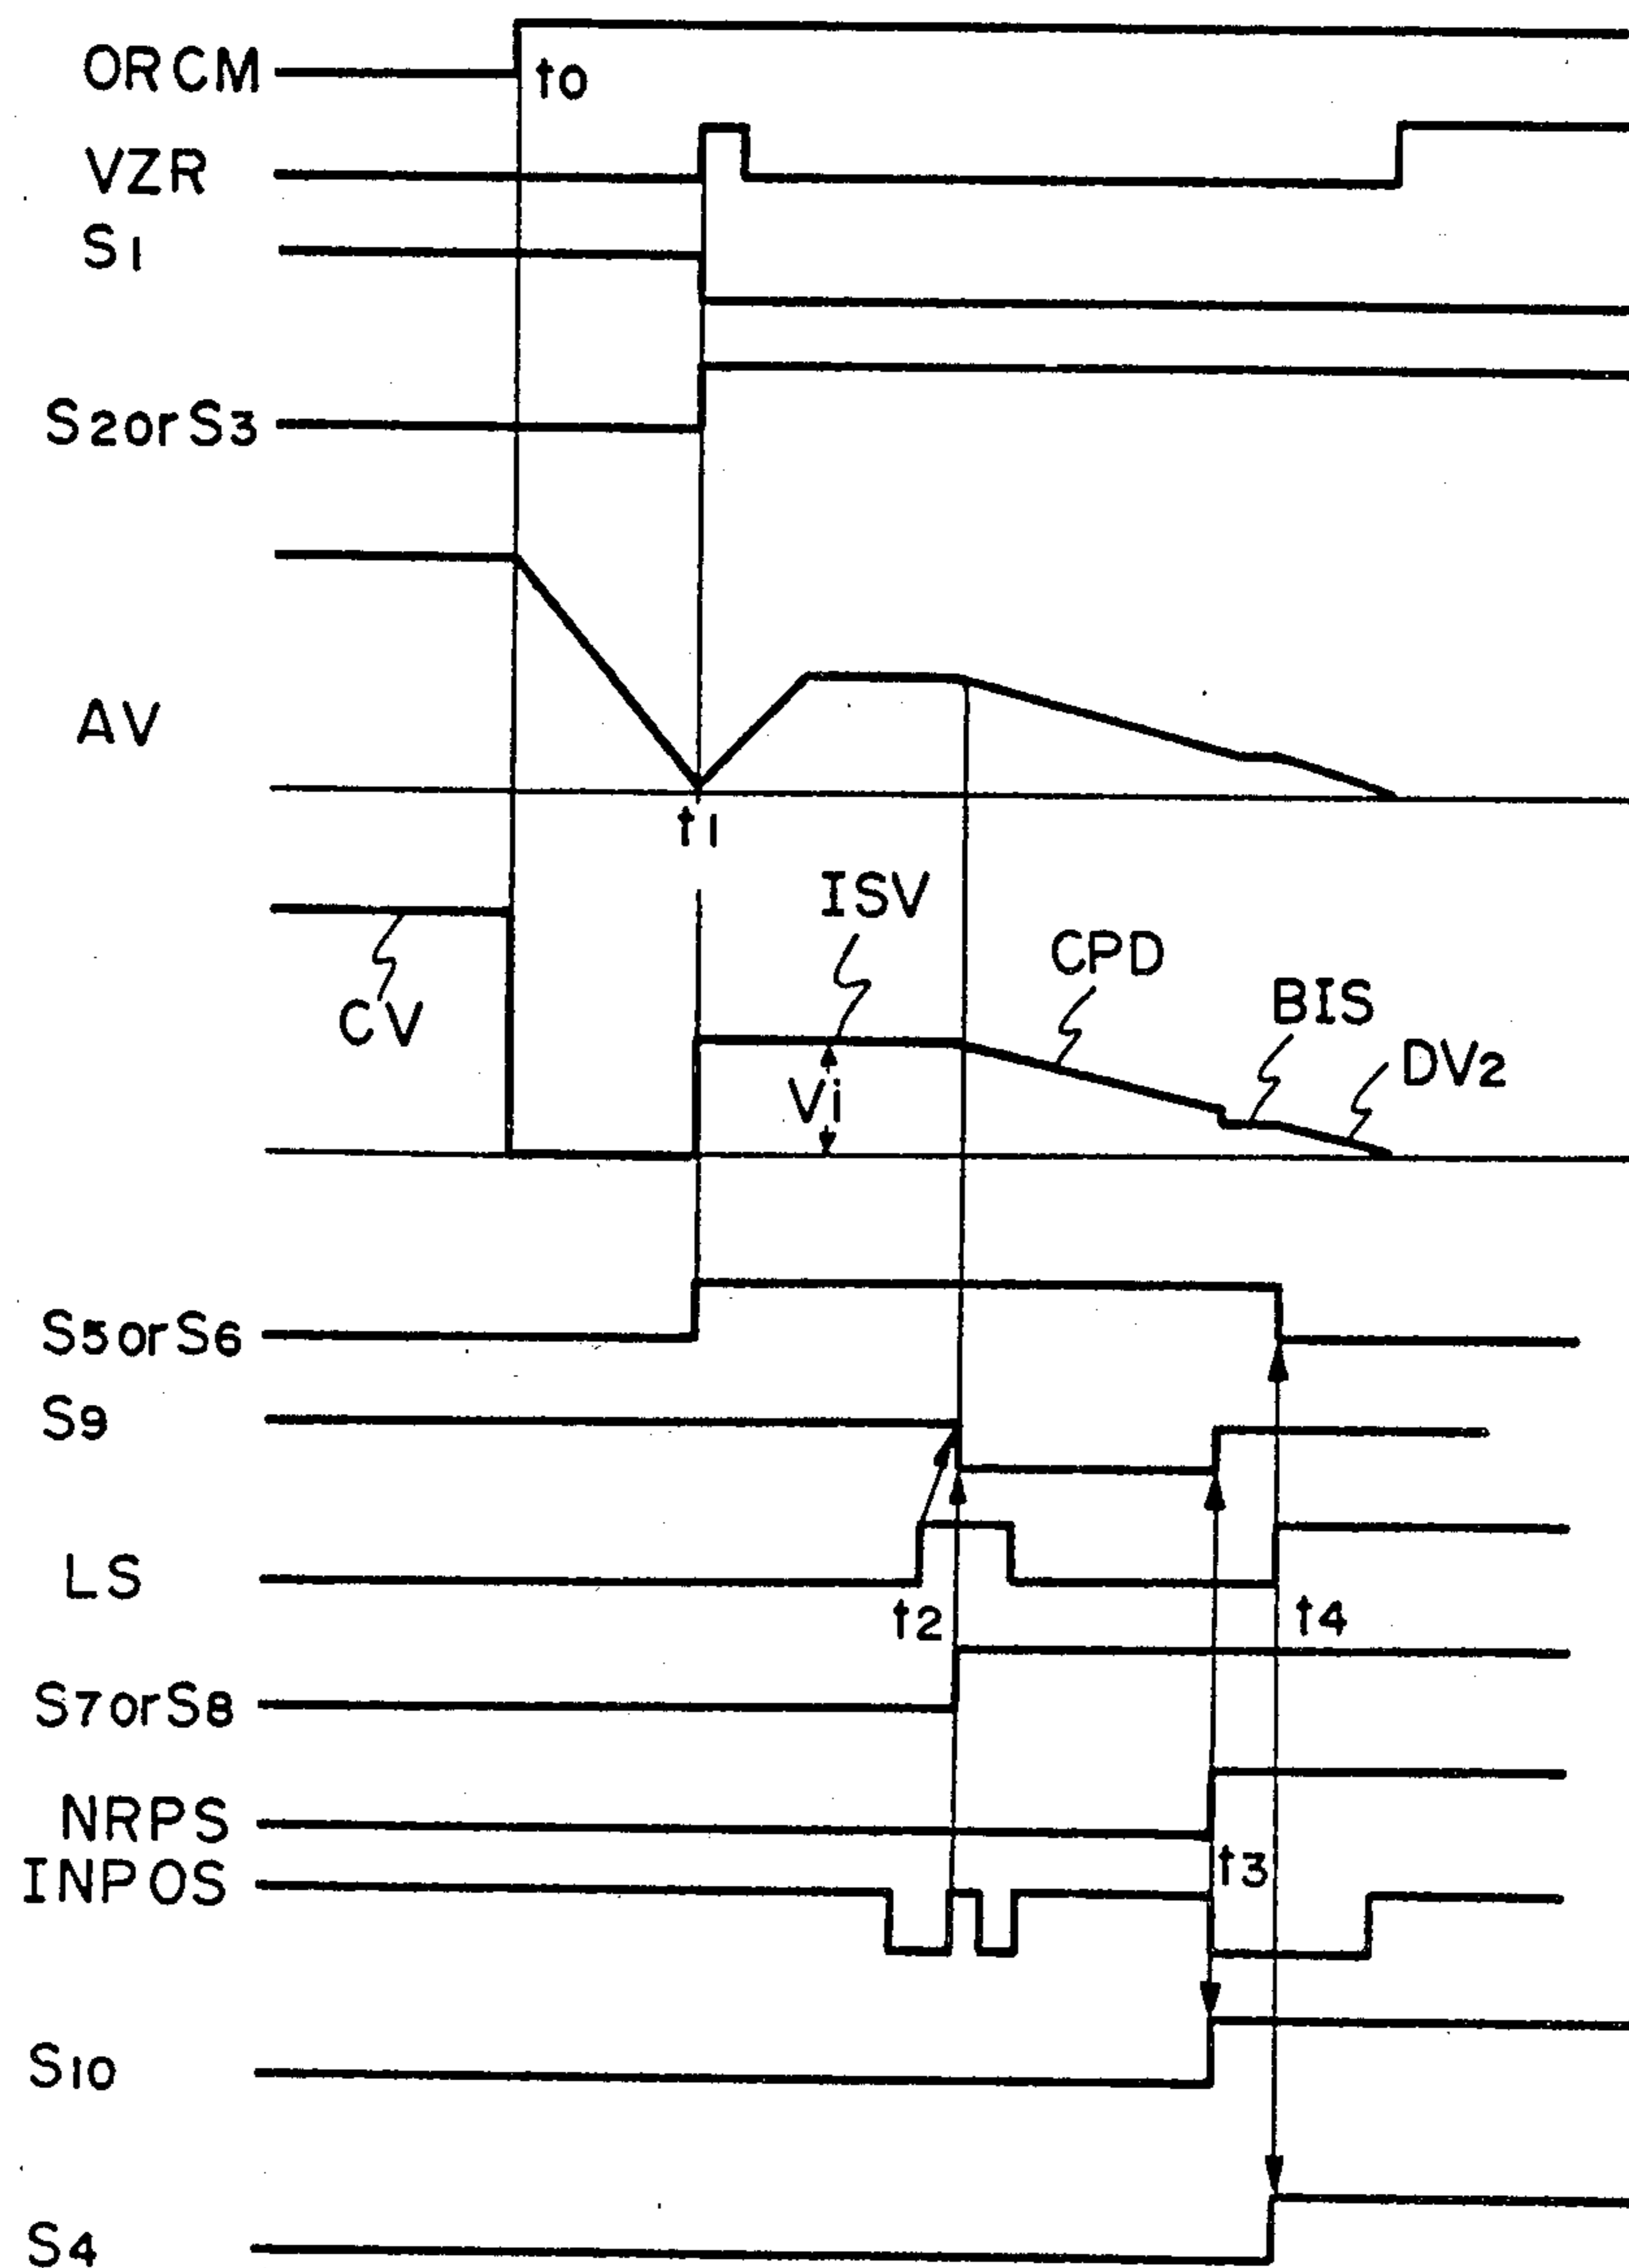 ORCM
to
VZR
S1
S2orS3
AV
t1
ISV
CPD
BIS
CV
Vi
DV2
S5orS6
S9
LS
t2
t4
S7orS8
NRPS
t3
INPOS
S10
S4